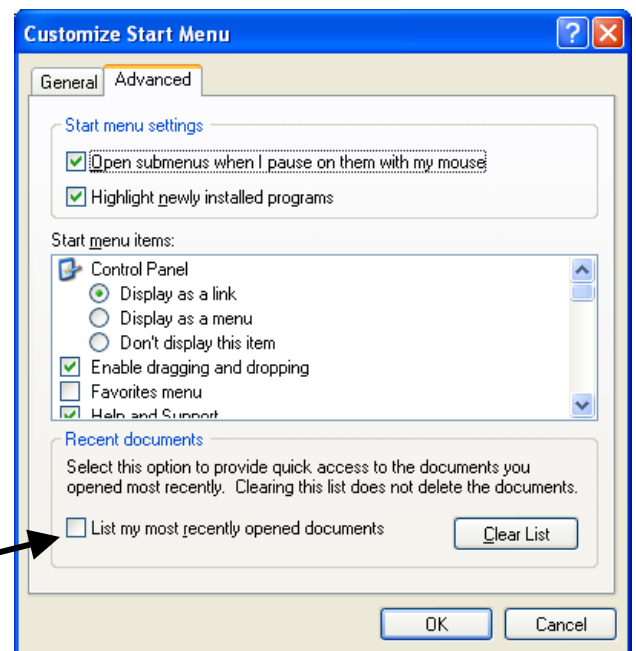 Customize Start Menu
General Advanced
Start menu settings
Open submenus when I pause on them with my mouse
Highlight newly installed programs
Start menu items:
Control Panel
Display as a link
Display as a menu
Don't display this item
Enable dragging and dropping
Favorites menu
Help and Support
Recent documents
Select this option to provide quick access to the documents you
opened most recently. Clearing this list does not delete the documents.
List my most recently opened documents Clear List
OK Cancel